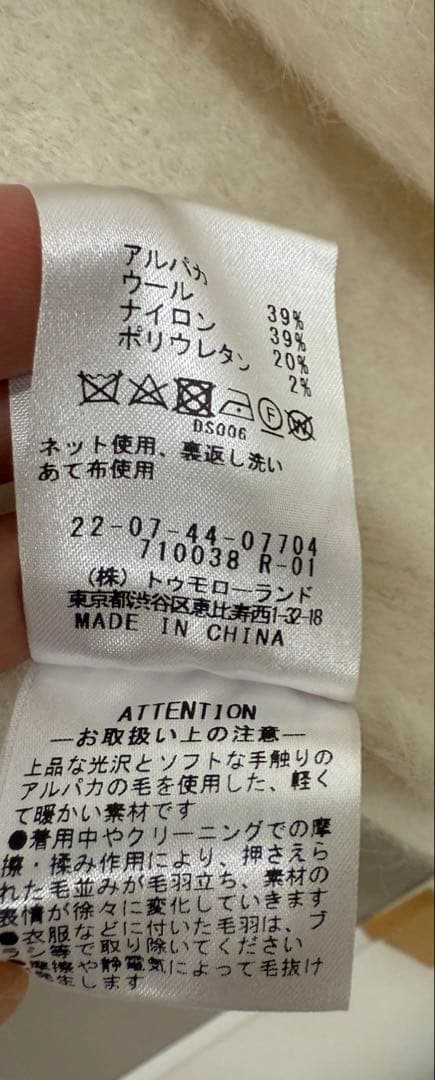 アルパカ 39%
ウール 39%
ナイロン 20%
ポリウレタン 2%
F W
DS006
ネット使用、裏返し洗い
あて布使用
22-07-44-07704
710038 R-01
(株) トゥモローランド
東京都渋谷区恵比寿西1-32-18
MADE IN CHINA
ATTENTION
―お取扱い上の注意―
上品な光沢とソフトな手触りの
アルパカの毛を使用した、軽く
て暖かい素材です
●着用中やクリーニングでの摩
擦・揉み作用により、押さえら
れた毛並みが毛羽立ち、素材の
表情が徐々に変化していきます
●衣服などに付いた毛羽は、ブ
ラシ等で取り除いてください
摩擦や静電気によって毛抜け
発生します